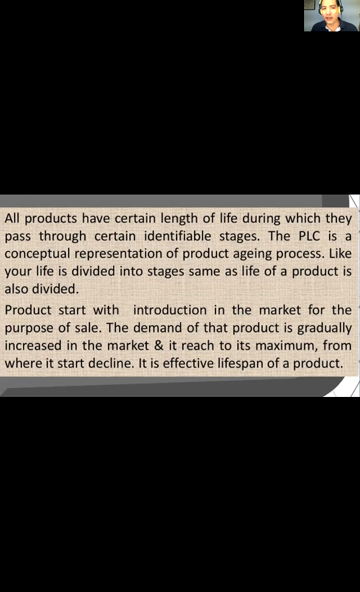 All products have certain length of life during which they
pass through certain identifiable stages. The PLC is a
conceptual representation of product ageing process. Like
your life is divided into stages same as life of a product is
also divided.
Product start with introduction in the market for the
purpose of sale. The demand of that product is gradually
increased in the market & it reach to its maximum, from
where it start decline. It is effective lifespan of a product.